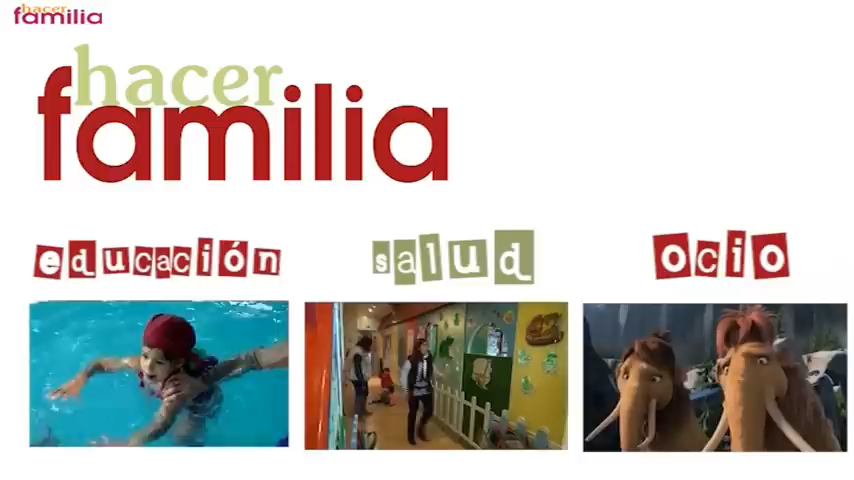 hacer
familia
hacer
familia
educación salud ocio